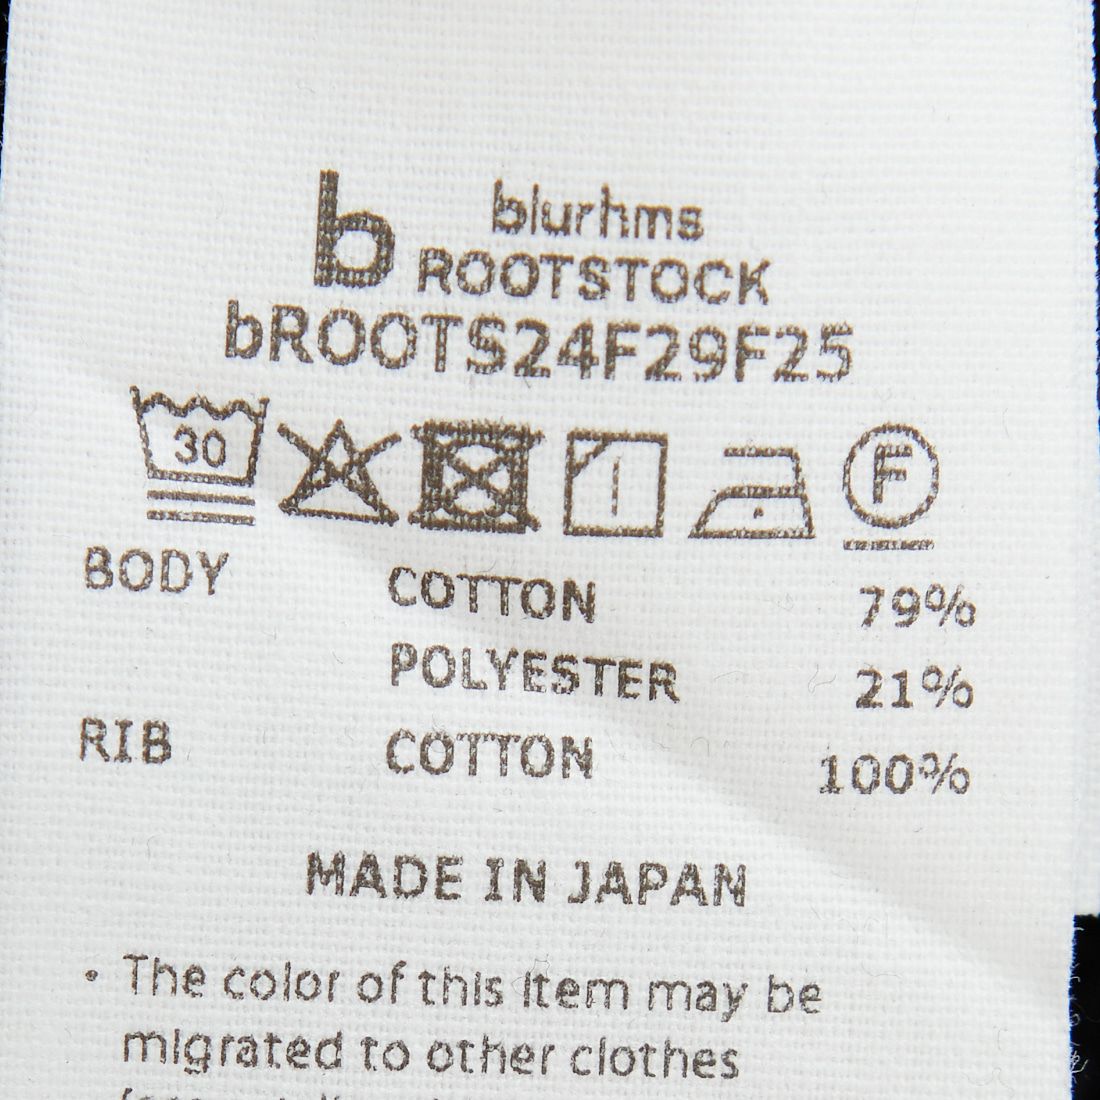 b blurhms
ROOTSTOCK
bROOTS24F29F25
30
F
BODY COTTON 79%
POLYESTER 21%
RIB COTTON 100%
MADE IN JAPAN
• The color of this item may be
migrated to other clothes